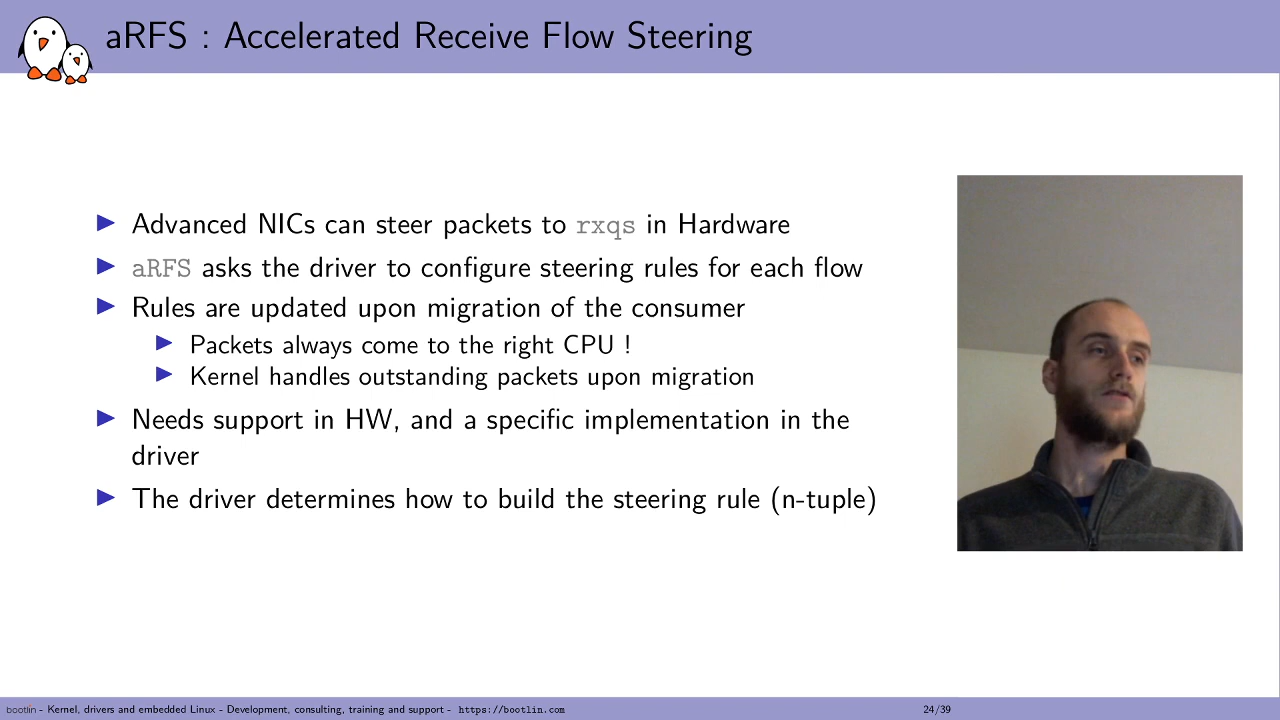 aRFS : Accelerated Receive Flow Steering
Advanced NICs can steer packets to rxqs in Hardware
aRFS asks the driver to configure steering rules for each flow
Rules are updated upon migration of the consumer
Packets always come to the right CPU !
Kernel handles outstanding packets upon migration
Needs support in HW, and a specific implementation in the
driver
The driver determines how to build the steering rule (n-tuple)
bootlin - Kernel, drivers and embedded Linux - Development, consulting, training and support - https://bootlin.com
24/39